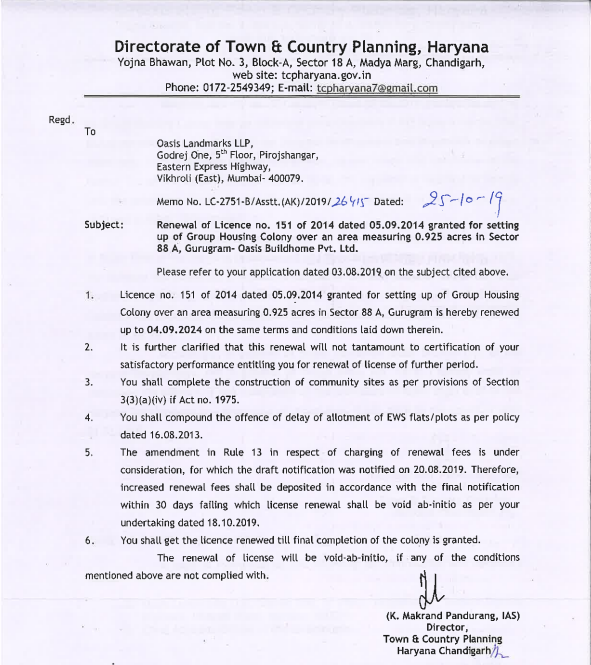 Directorate of Town & Country Planning, Haryana
Yojna Bhawan, Plot No. 3, Block-A, Sector 18 A, Madya Marg, Chandigarh,
web site: tcpharyana.gov.in
Phone: 0172-2549349; E-mail: tcpharyana7@gmail.com
Regd.
To
Oasis Landmarks LLP,
Godrej One, 5th Floor, Pirojshangar,
Eastern Express Highway,
Vikhroli (East), Mumbai- 400079.
Memo No. LC-2751-B/Asstt.(AK)/2019/26415 Dated: 25-10-19
Subject: Renewal of Licence no. 151 of 2014 dated 05.09.2014 granted for setting
up of Group Housing Colony over an area measuring 0.925 acres in Sector
88 A, Gurugram- Oasis Buildhome Pvt. Ltd.
Please refer to your application dated 03.08.2019 on the subject cited above.
1. Licence no. 151 of 2014 dated 05.09.2014 granted for setting up of Group Housing
Colony over an area measuring 0.925 acres in Sector 88 A, Gurugram is hereby renewed
up to 04.09.2024 on the same terms and conditions laid down therein.
2. It is further clarified that this renewal will not tantamount to certification of your
satisfactory performance entitling you for renewal of license of further period.
3. You shall complete the construction of community sites as per provisions of Section
3(3)(a)(iv) if Act no. 1975.
4. You shall compound the offence of delay of allotment of EWS flats/plots as per policy
dated 16.08.2013.
5. The amendment in Rule 13 in respect of charging of renewal fees is under
consideration, for which the draft notification was notified on 20.08.2019. Therefore,
increased renewal fees shall be deposited in accordance with the final notification
within 30 days failing which license renewal shall be void ab-initio as per your
undertaking dated 18.10.2019.
6. You shall get the licence renewed till final completion of the colony is granted.
The renewal of license will be void-ab-initio, if any of the conditions
mentioned above are not complied with.
(K. Makrand Pandurang, IAS)
Director,
Town & Country Planning
Haryana Chandigarh